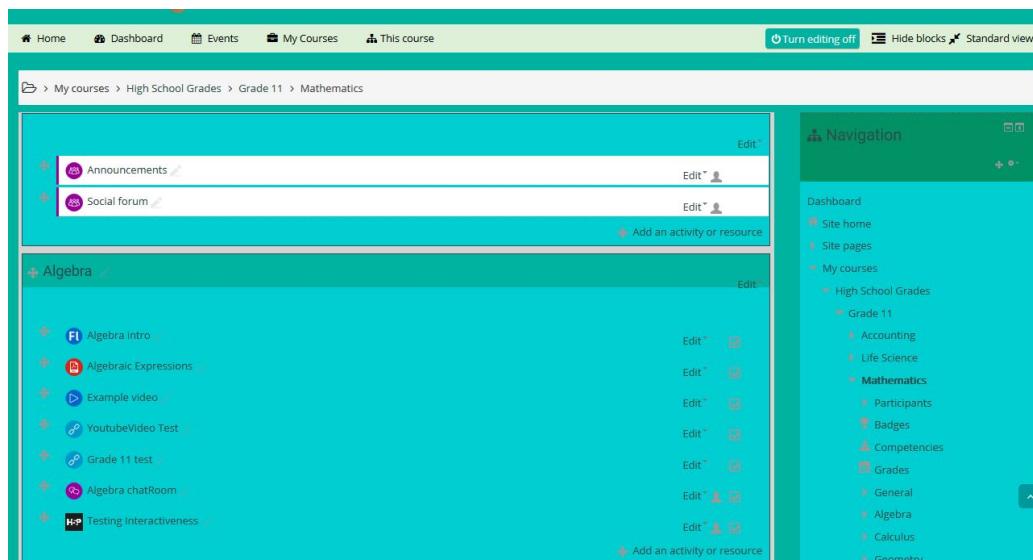 Home Dashboard Events My Courses This course Turn editing off Hide blocks Standard view
> My courses > High School Grades > Grade 11 > Mathematics
Edit
Announcements Edit
Social forum Edit
Add an activity or resource
Algebra
Edit
Algebra intro Edit
Algebraic Expressions Edit
Example video Edit
YoutubeVideo Test Edit
Grade 11 test Edit
Algebra chatRoom Edit
H-P Testing Interactiveness Edit
Add an activity or resource
Navigation
Dashboard
Site home
Site pages
My courses
High School Grades
Grade 11
Accounting
Life Science
Mathematics
Participants
Badges
Competencies
Grades
General
Algebra
Calculus
Geometry